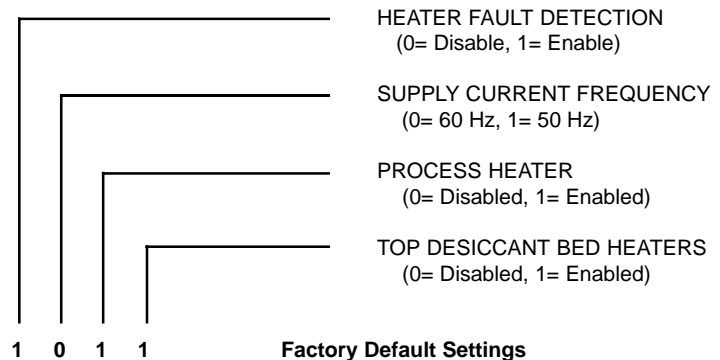 HEATER FAULT DETECTION
(0= Disable, 1= Enable)
SUPPLY CURRENT FREQUENCY
(0= 60 Hz, 1= 50 Hz)
PROCESS HEATER
(0= Disabled, 1= Enabled)
TOP DESICCANT BED HEATERS
(0= Disabled, 1= Enabled)
1 0 1 1 Factory Default Settings